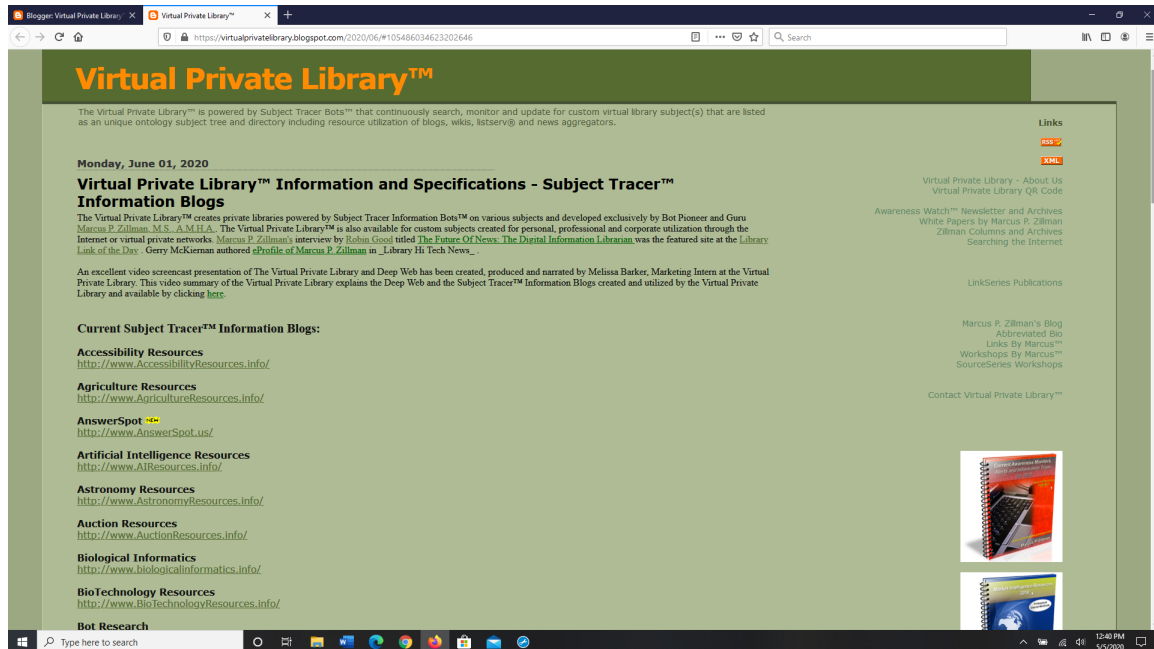 Blogger: Virtual Private Library
Virtual Private Library™
https://virtualprivatelibrary.blogspot.com/2020/06/#105486034623202646
Search
Virtual Private Library™
The Virtual Private Library™ is powered by Subject Tracer Bots™ that continuously search, monitor and update for custom virtual library subject(s) that are listed
as an unique ontology subject tree and directory including resource utilization of blogs, wikis, listserv® and news aggregators.
Monday, June 01, 2020
Virtual Private Library™ Information and Specifications - Subject Tracer™
Information Blogs
The Virtual Private Library™ creates private libraries powered by Subject Tracer Information Bots™ on various subjects and developed exclusively by Bot Pioneer and Guru
Marcus P. Zillman, M.S., A.M.H.A.. The Virtual Private Library™ is also available for custom subjects created for personal, professional and corporate utilization through the
Internet or virtual private networks. Marcus P. Zillman's interview by Robin Good titled The Future Of News: The Digital Information Librarian was the featured site at the Library
Link of the Day . Gerry McKiernan authored eProfile of Marcus P. Zillman in _Library Hi Tech News_ .
An excellent video screencast presentation of The Virtual Private Library and Deep Web has been created, produced and narrated by Melissa Barker, Marketing Intern at the Virtual
Private Library. This video summary of the Virtual Private Library explains the Deep Web and the Subject Tracer™ Information Blogs created and utilized by the Virtual Private
Library and available by clicking here.
Current Subject Tracer™ Information Blogs:
Accessibility Resources
http://www.AccessibilityResources.info/
Agriculture Resources
http://www.AgricultureResources.info/
AnswerSpot NEW
http://www.AnswerSpot.us/
Artificial Intelligence Resources
http://www.AIResources.info/
Astronomy Resources
http://www.AstronomyResources.info/
Auction Resources
http://www.AuctionResources.info/
Biological Informatics
http://www.biologicalinformatics.info/
BioTechnology Resources
http://www.BioTechnologyResources.info/
Bot Research
Links
RSS
XML
Virtual Private Library - About Us
Virtual Private Library QR Code
Awareness Watch™ Newsletter and Archives
White Papers by Marcus P. Zillman
Zillman Columns and Archives
Searching the Internet
LinkSeries Publications
Marcus P. Zillman's Blog
Abbreviated Bio
Links By Marcus™
Workshops By Marcus™
SourceSeries Workshops
Contact Virtual Private Library™
Type here to search
12:40 PM
5/5/2020